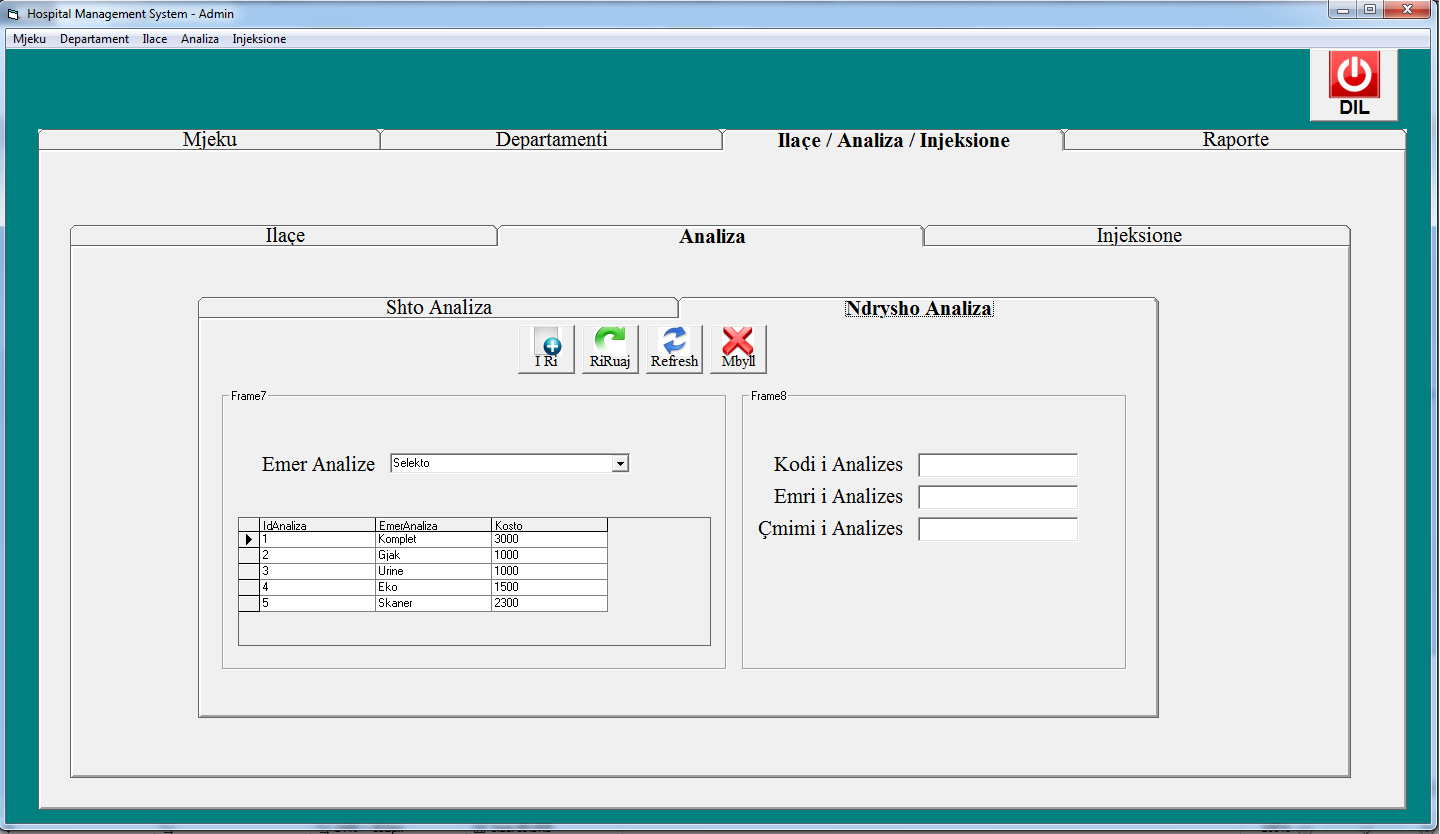 Hospital Management System - Admin
Mjeku Departament Ilace Analiza Injeksione
DIL
Mjeku Departamenti Ilaçe / Analiza / Injeksione Raporte
Ilaçe Analiza Injeksione
Shto Analiza Ndrysho Analiza
I Ri RiRuaj Refresh Mbyll
Frame7
Emer Analize Selekto
IdAnaliza EmerAnaliza Kosto
1 Komplet 3000
2 Gjak 1000
3 Urine 1000
4 Eko 1500
5 Skaner 2300
Frame8
Kodi i Analizes
Emri i Analizes
Çmimi i Analizes